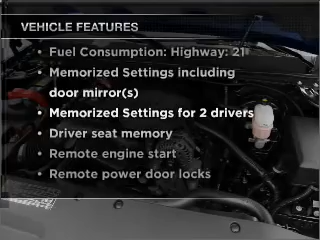 VEHICLE FEATURES
• Fuel Consumption: Highway: 21
• Memorized Settings including
door mirror(s)
• Memorized Settings for 2 drivers
• Driver seat memory
• Remote engine start
• Remote power door locks